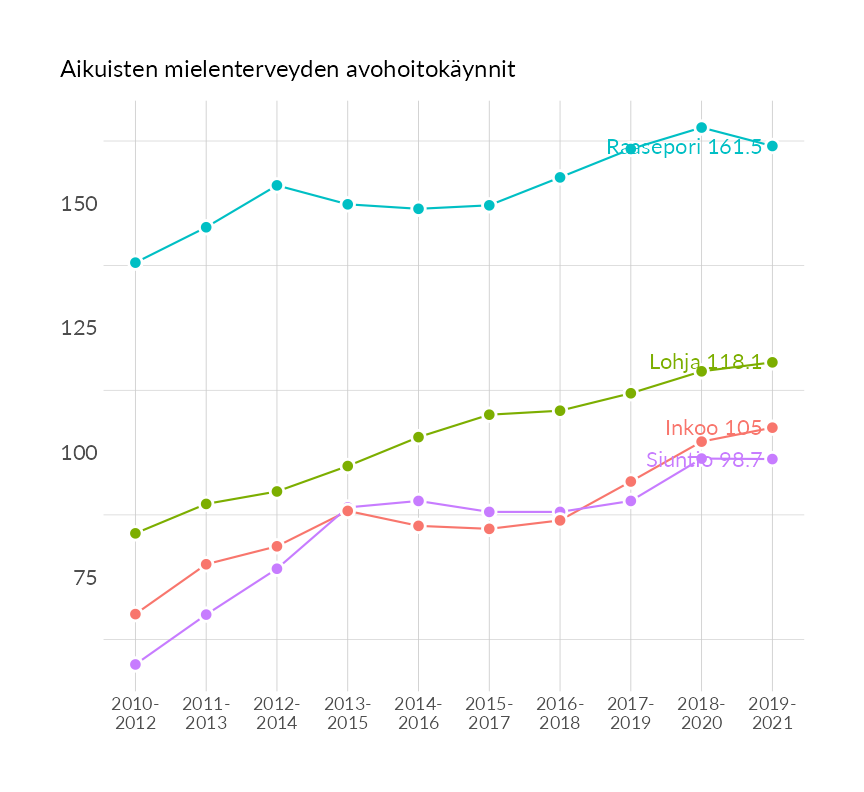 Aikuisten mielenterveyden avohoitokäynnit
Raasepori 161.5
150
125
Lohja 118.1
Inkoo 105
100
Siuntio 98.7
75
2010- 2011- 2012- 2013- 2014- 2015- 2016- 2017- 2018- 2019-
2012 2013 2014 2015 2016 2017 2018 2019 2020 2021